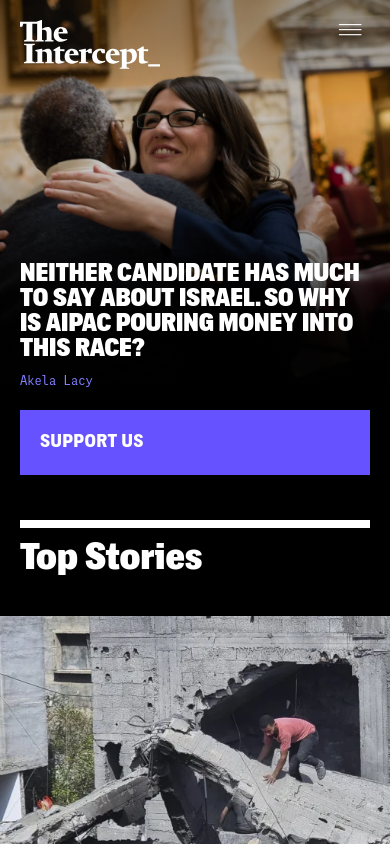 The
Intercept_
NEITHER CANDIDATE HAS MUCH
TO SAY ABOUT ISRAEL. SO WHY
IS AIPAC POURING MONEY INTO
THIS RACE?
Akela Lacy
SUPPORT US
Top Stories